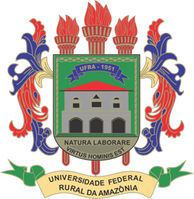 UFRA - 1951
NATURA LABORARE
VIRTUS HOMINIS EST
UNIVERSIDADE FEDERAL
RURAL DA AMAZÔNIA